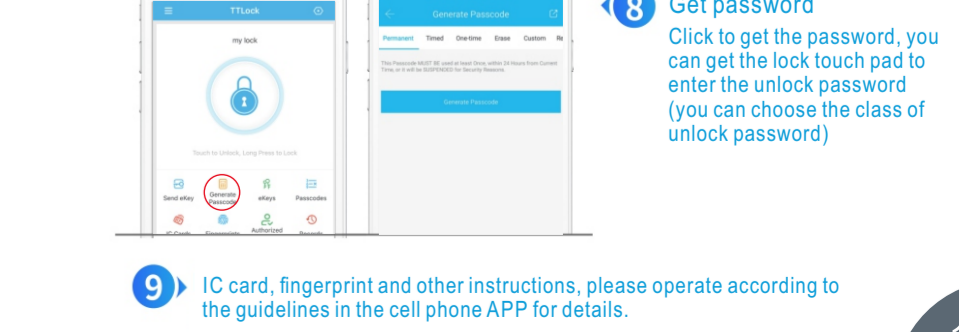 TTLock
my lock
Touch to Unlock, Long Press to Lock
Send eKey
Generate
Passcode
eKeys
Passcodes
IC Cards
Fingerprints
Authorized
Records
Generate Passcode
Permanent Timed One-time Erase Custom Re
This Passcode MUST BE used at least Once, within 24 Hours from Current
Time, or it will be SUSPENDED for Security Reasons.
Generate Passcode
8
Get password
Click to get the password, you
can get the lock touch pad to
enter the unlock password
(you can choose the class of
unlock password)
9
IC card, fingerprint and other instructions, please operate according to
the guidelines in the cell phone APP for details.